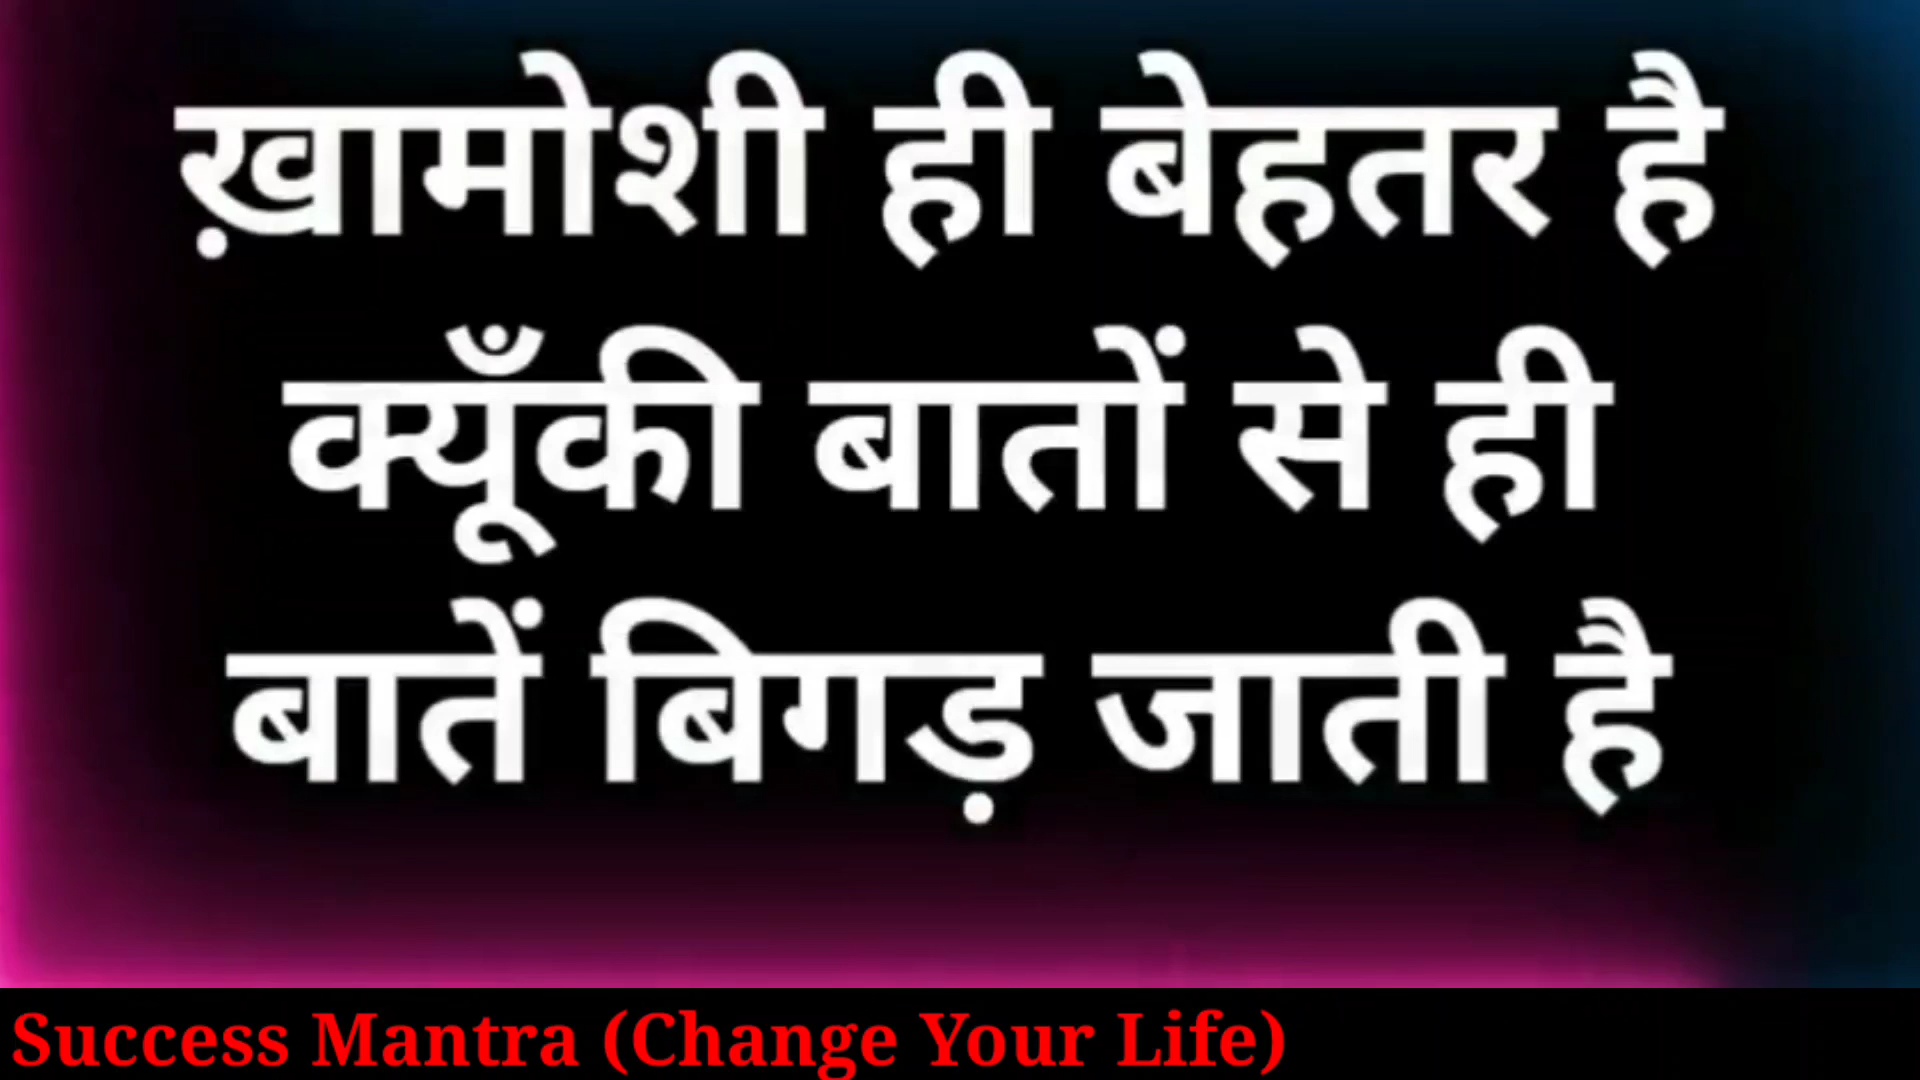 ख़ामोशी ही बेहतर है
क्यूँकी बातों से ही
बातें बिगड़ जाती है
Success Mantra (Change Your Life)